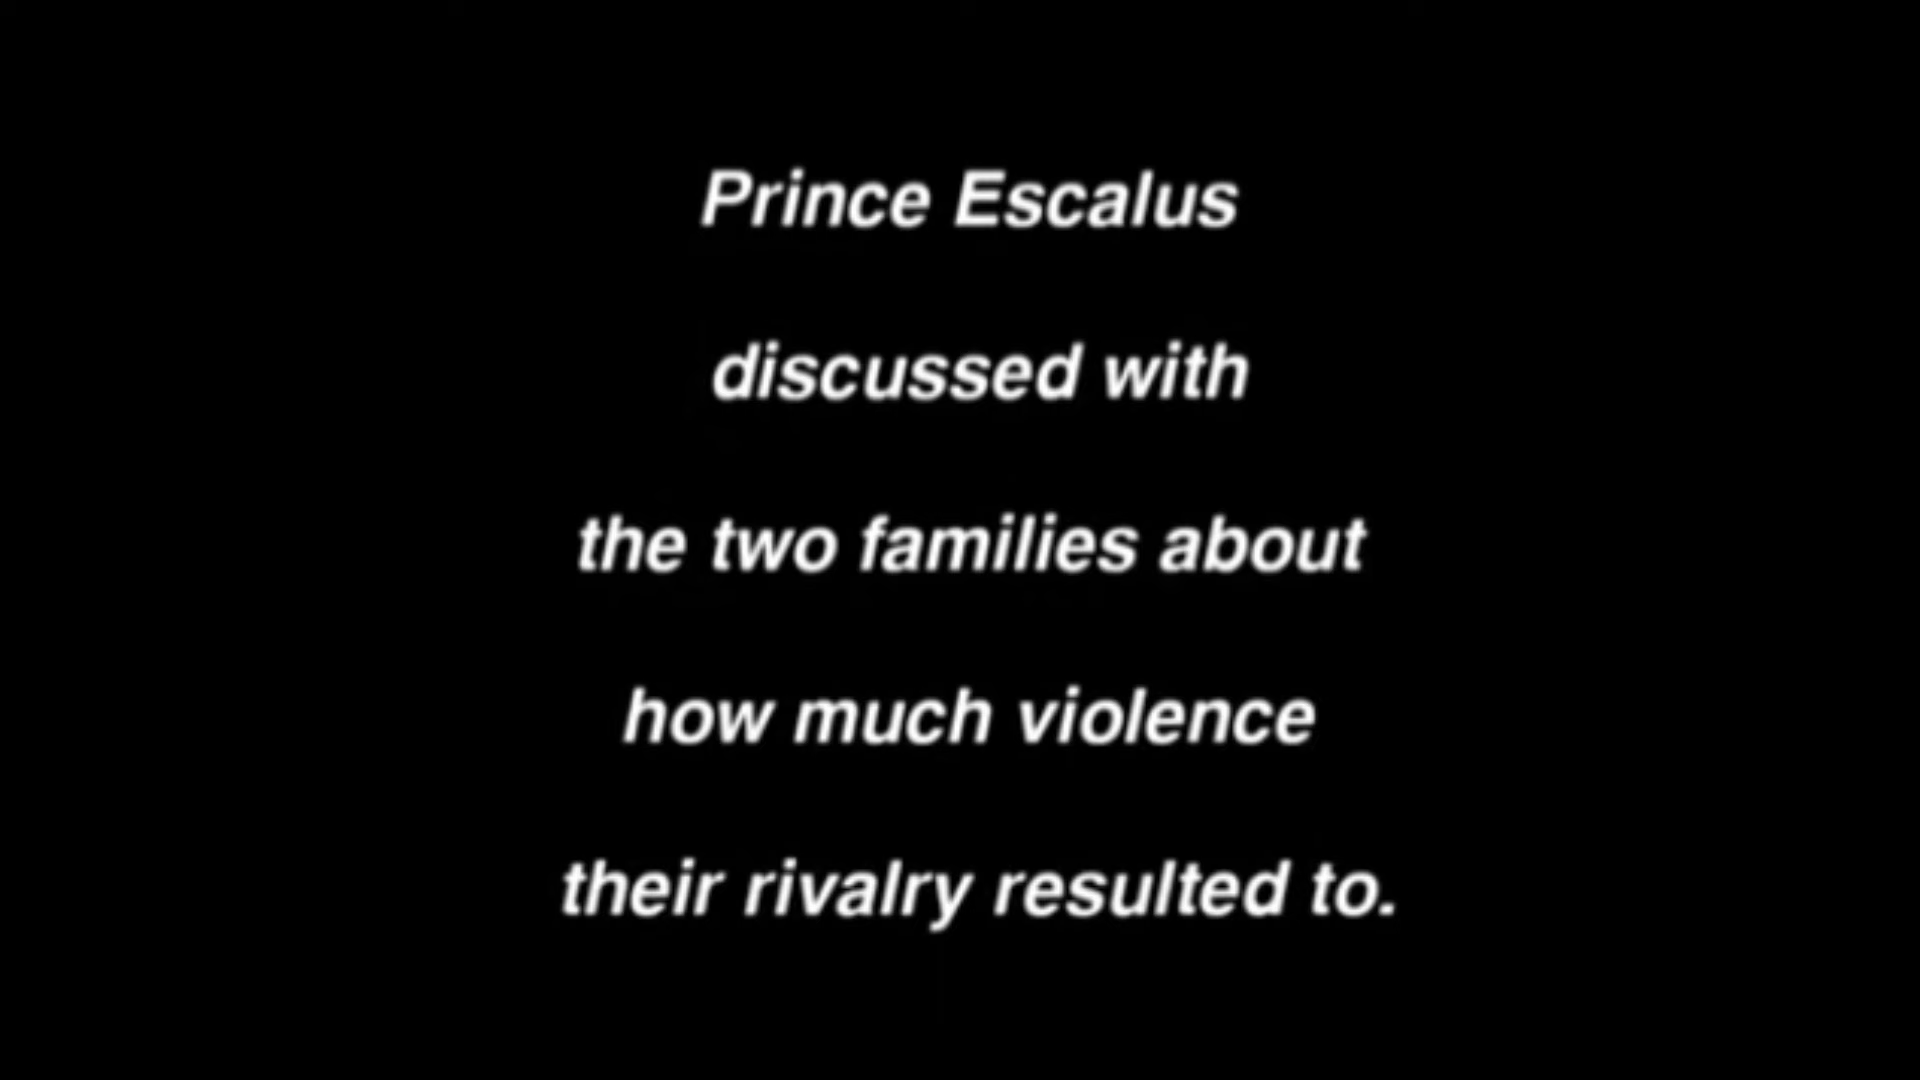 Prince Escalus
discussed with
the two families about
how much violence
their rivalry resulted to.